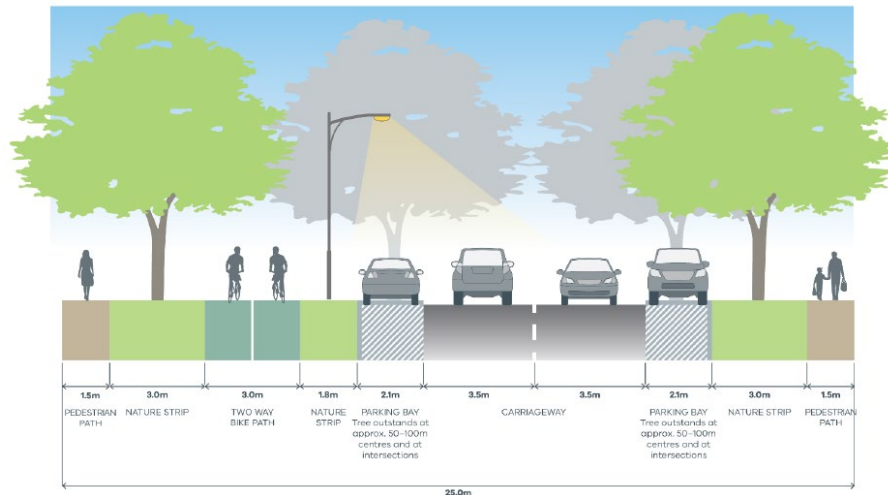 1.5m
3.0m
3.0m
1.8m
2.1m
3.5m
3.5m
2.1m
3.0m
1.5m
PEDESTRIAN
PATH
NATURE STRIP
TWO WAY
BIKE PATH
NATURE
STRIP
PARKING BAY
Tree outstands at
approx. 50–100m
centres and at
intersections
CARRIAGEWAY
PARKING BAY
Tree outstands at
approx. 50–100m
centres and at
intersections
NATURE STRIP
PEDESTRIAN
PATH
25.0m